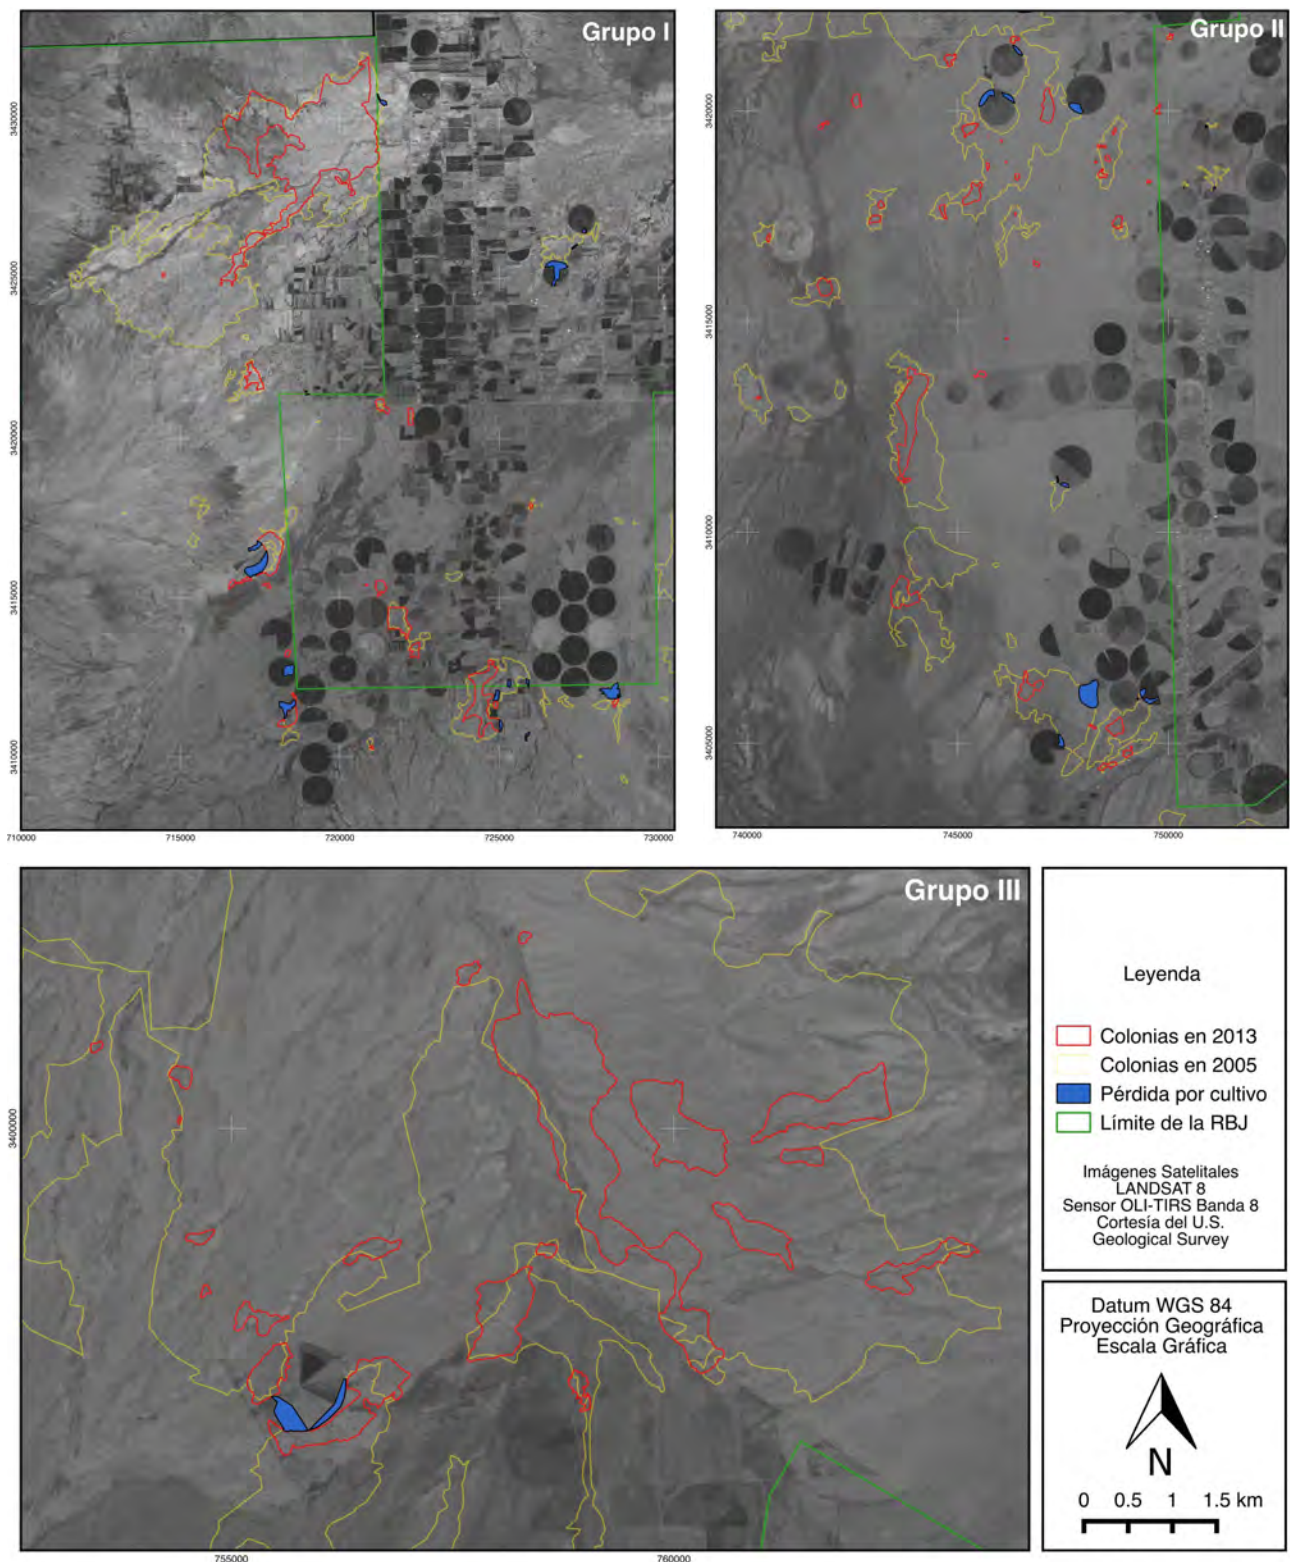 Grupo I
3430000
3425000
3420000
3415000
3410000
710000
715000
720000
725000
730000
Grupo II
3420000
3415000
3410000
3405000
740000
745000
750000
Grupo III
3400000
755000
760000
Leyenda
Colonias en 2013
Colonias en 2005
Pérdida por cultivo
Límite de la RBJ
Imágenes Satelitales
LANDSAT 8
Sensor OLI-TIRS Banda 8
Cortesía del U.S.
Geological Survey
Datum WGS 84
Proyección Geográfica
Escala Gráfica
N
0 0.5 1 1.5 km